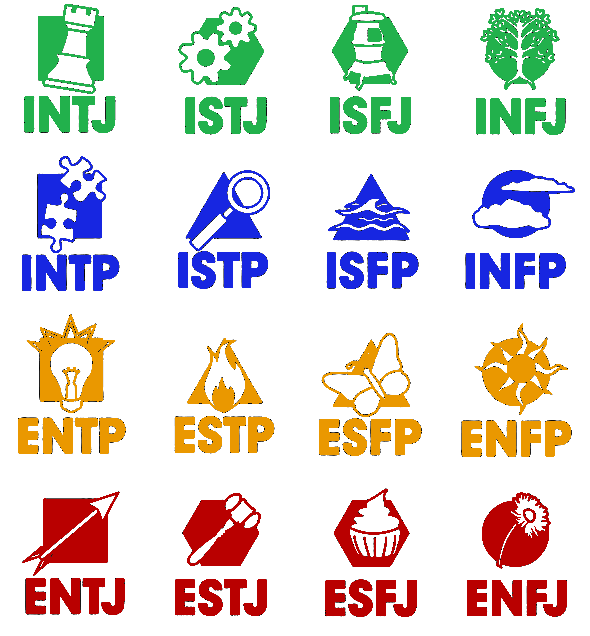 INTJ ISTJ ISFJ INFJ
INTP ISTP ISFP INFP
ENTP ESTP ESFP ENFP
ENTJ ESTJ ESFJ ENFJ